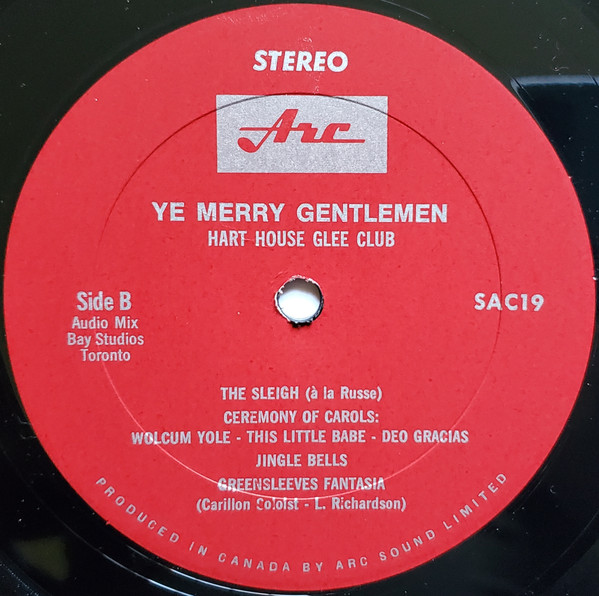 STEREO
Arc
YE MERRY GENTLEMEN
HART HOUSE GLEE CLUB
Side B
Audio Mix
Bay Studios
Toronto
SAC19
THE SLEIGH (à la Russe)
CEREMONY OF CAROLS:
WOLCUM YOLE - THIS LITTLE BABE - DEO GRACIAS
JINGLE BELLS
GREENSLEEVES FANTASIA
(Carillon Soloist - L. Richardson)
PRODUCED IN CANADA BY ARC SOUND LIMITED